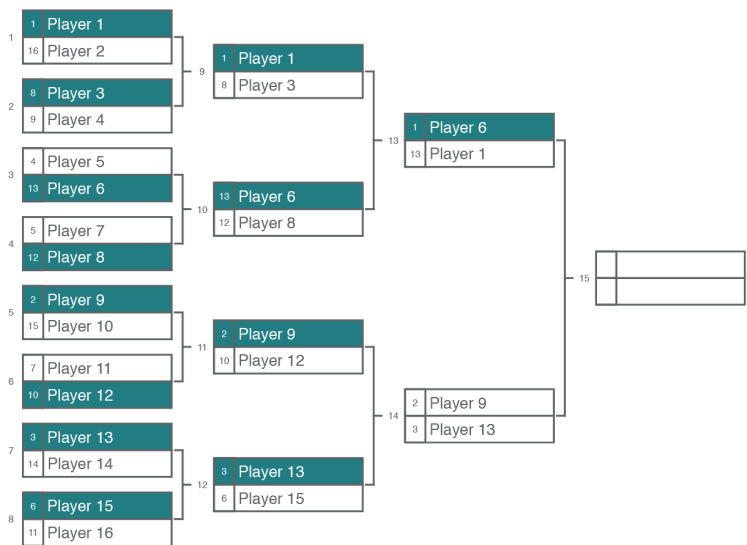 1
1 Player 1
16 Player 2
2
8 Player 3
9 Player 4
3
4 Player 5
13 Player 6
4
5 Player 7
12 Player 8
5
2 Player 9
15 Player 10
6
7 Player 11
10 Player 12
7
3 Player 13
14 Player 14
8
6 Player 15
11 Player 16
9
1 Player 1
8 Player 3
10
13 Player 6
12 Player 8
11
2 Player 9
10 Player 12
12
3 Player 13
6 Player 15
13
1 Player 6
13 Player 1
14
2 Player 9
3 Player 13
15